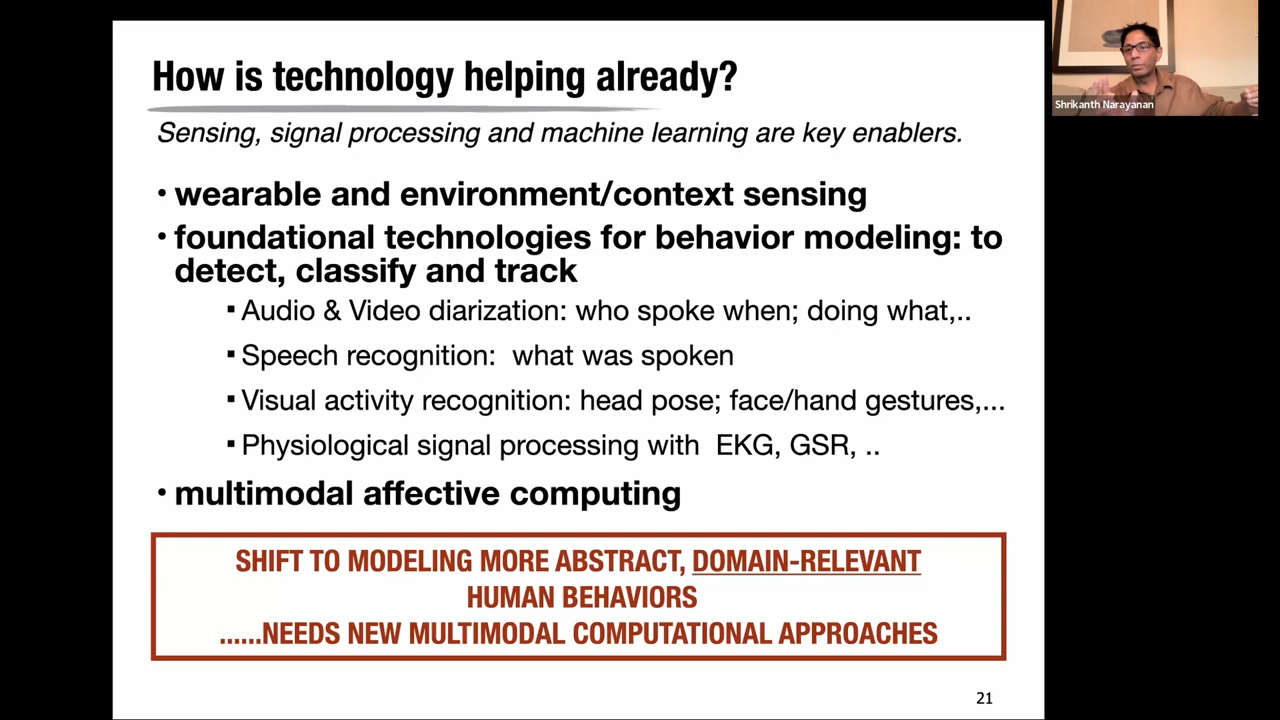 How is technology helping already?
Sensing, signal processing and machine learning are key enablers.
• wearable and environment/context sensing
• foundational technologies for behavior modeling: to
detect, classify and track
▪ Audio & Video diarization: who spoke when; doing what,..
▪ Speech recognition: what was spoken
▪ Visual activity recognition: head pose; face/hand gestures,...
▪ Physiological signal processing with EKG, GSR, ..
• multimodal affective computing
SHIFT TO MODELING MORE ABSTRACT, DOMAIN-RELEVANT
HUMAN BEHAVIORS
......NEEDS NEW MULTIMODAL COMPUTATIONAL APPROACHES
21
Shrikanth Narayanan